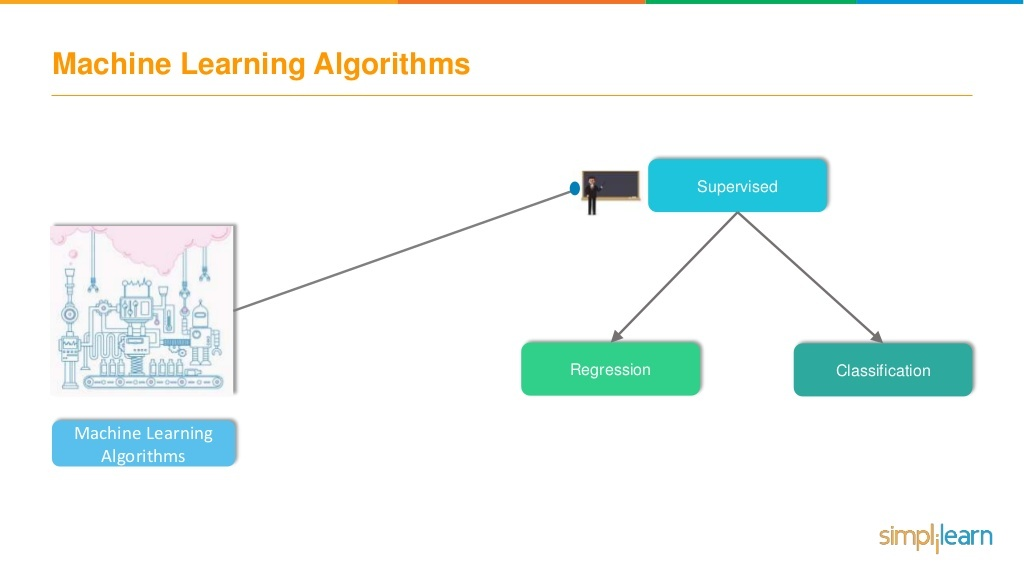 Machine Learning Algorithms
Supervised
Regression
Classification
Machine Learning
Algorithms
simplilearn